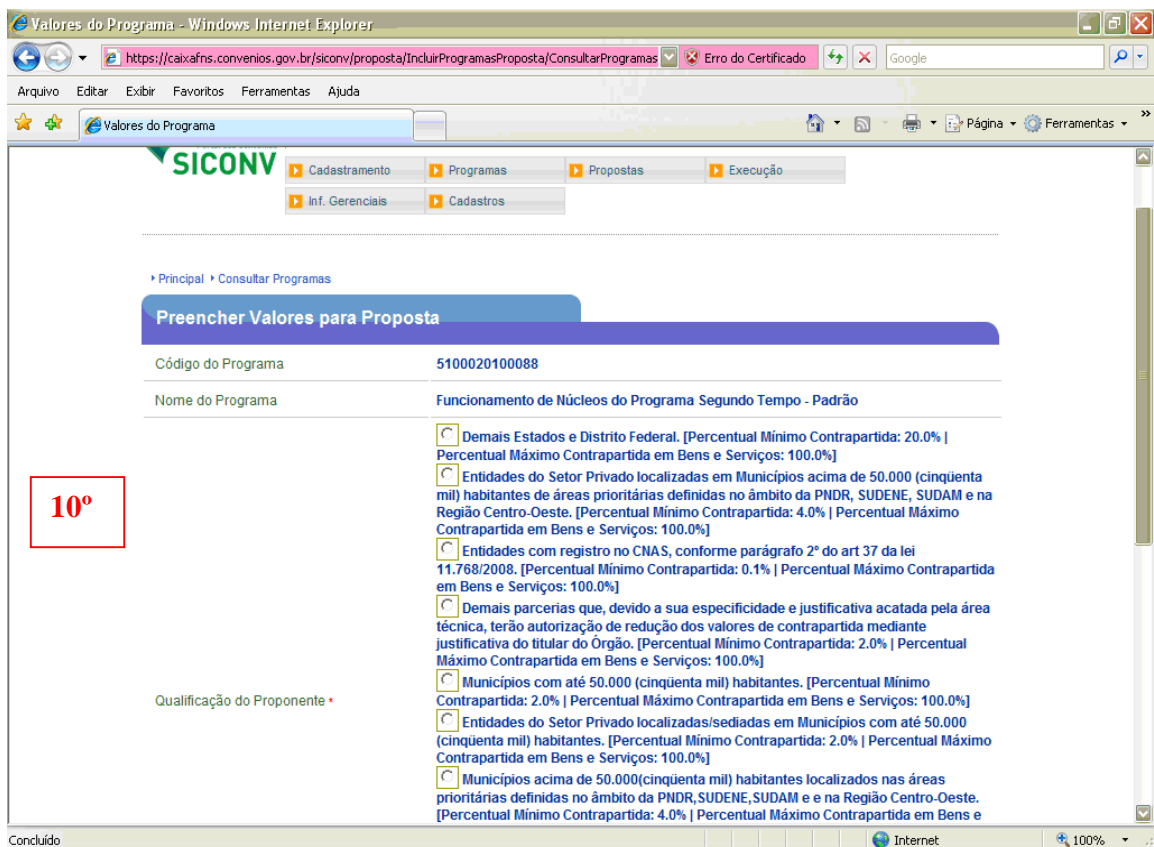 Valores do Programa - Windows Internet Explorer
https://caixafns.convenios.gov.br/siconv/proposta/IncluirProgramasProposta/ConsultarProgramas
Erro do Certificado
Google
Arquivo Editar Exibir Favoritos Ferramentas Ajuda
Valores do Programa
Página
Ferramentas
SICONV
Cadastramento
Programas
Propostas
Execução
Inf. Gerenciais
Cadastros
Principal
Consultar Programas
Preencher Valores para Proposta
Código do Programa
5100020100088
Nome do Programa
Funcionamento de Núcleos do Programa Segundo Tempo - Padrão
10º
Qualificação do Proponente *
Demais Estados e Distrito Federal. [Percentual Mínimo Contrapartida: 20.0% |
Percentual Máximo Contrapartida em Bens e Serviços: 100.0%]
Entidades do Setor Privado localizadas em Municípios acima de 50.000 (cinqüenta
mil) habitantes de áreas prioritárias definidas no âmbito da PNDR, SUDENE, SUDAM e na
Região Centro-Oeste. [Percentual Mínimo Contrapartida: 4.0% | Percentual Máximo
Contrapartida em Bens e Serviços: 100.0%]
Entidades com registro no CNAS, conforme parágrafo 2º do art 37 da lei
11.768/2008. [Percentual Mínimo Contrapartida: 0.1% | Percentual Máximo Contrapartida
em Bens e Serviços: 100.0%]
Demais parcerias que, devido a sua especificidade e justificativa acatada pela área
técnica, terão autorização de redução dos valores de contrapartida mediante
justificativa do titular do Órgão. [Percentual Mínimo Contrapartida: 2.0% | Percentual
Máximo Contrapartida em Bens e Serviços: 100.0%]
Municípios com até 50.000 (cinqüenta mil) habitantes. [Percentual Mínimo
Contrapartida: 2.0% | Percentual Máximo Contrapartida em Bens e Serviços: 100.0%]
Entidades do Setor Privado localizadas/sediadas em Municípios com até 50.000
(cinqüenta mil) habitantes. [Percentual Mínimo Contrapartida: 2.0% | Percentual Máximo
Contrapartida em Bens e Serviços: 100.0%]
Municípios acima de 50.000(cinqüenta mil) habitantes localizados nas áreas
prioritárias definidas no âmbito da PNDR,SUDENE,SUDAM e e na Região Centro-Oeste.
[Percentual Mínimo Contrapartida: 4.0% | Percentual Máximo Contrapartida em Bens e
Concluído
Internet
100%